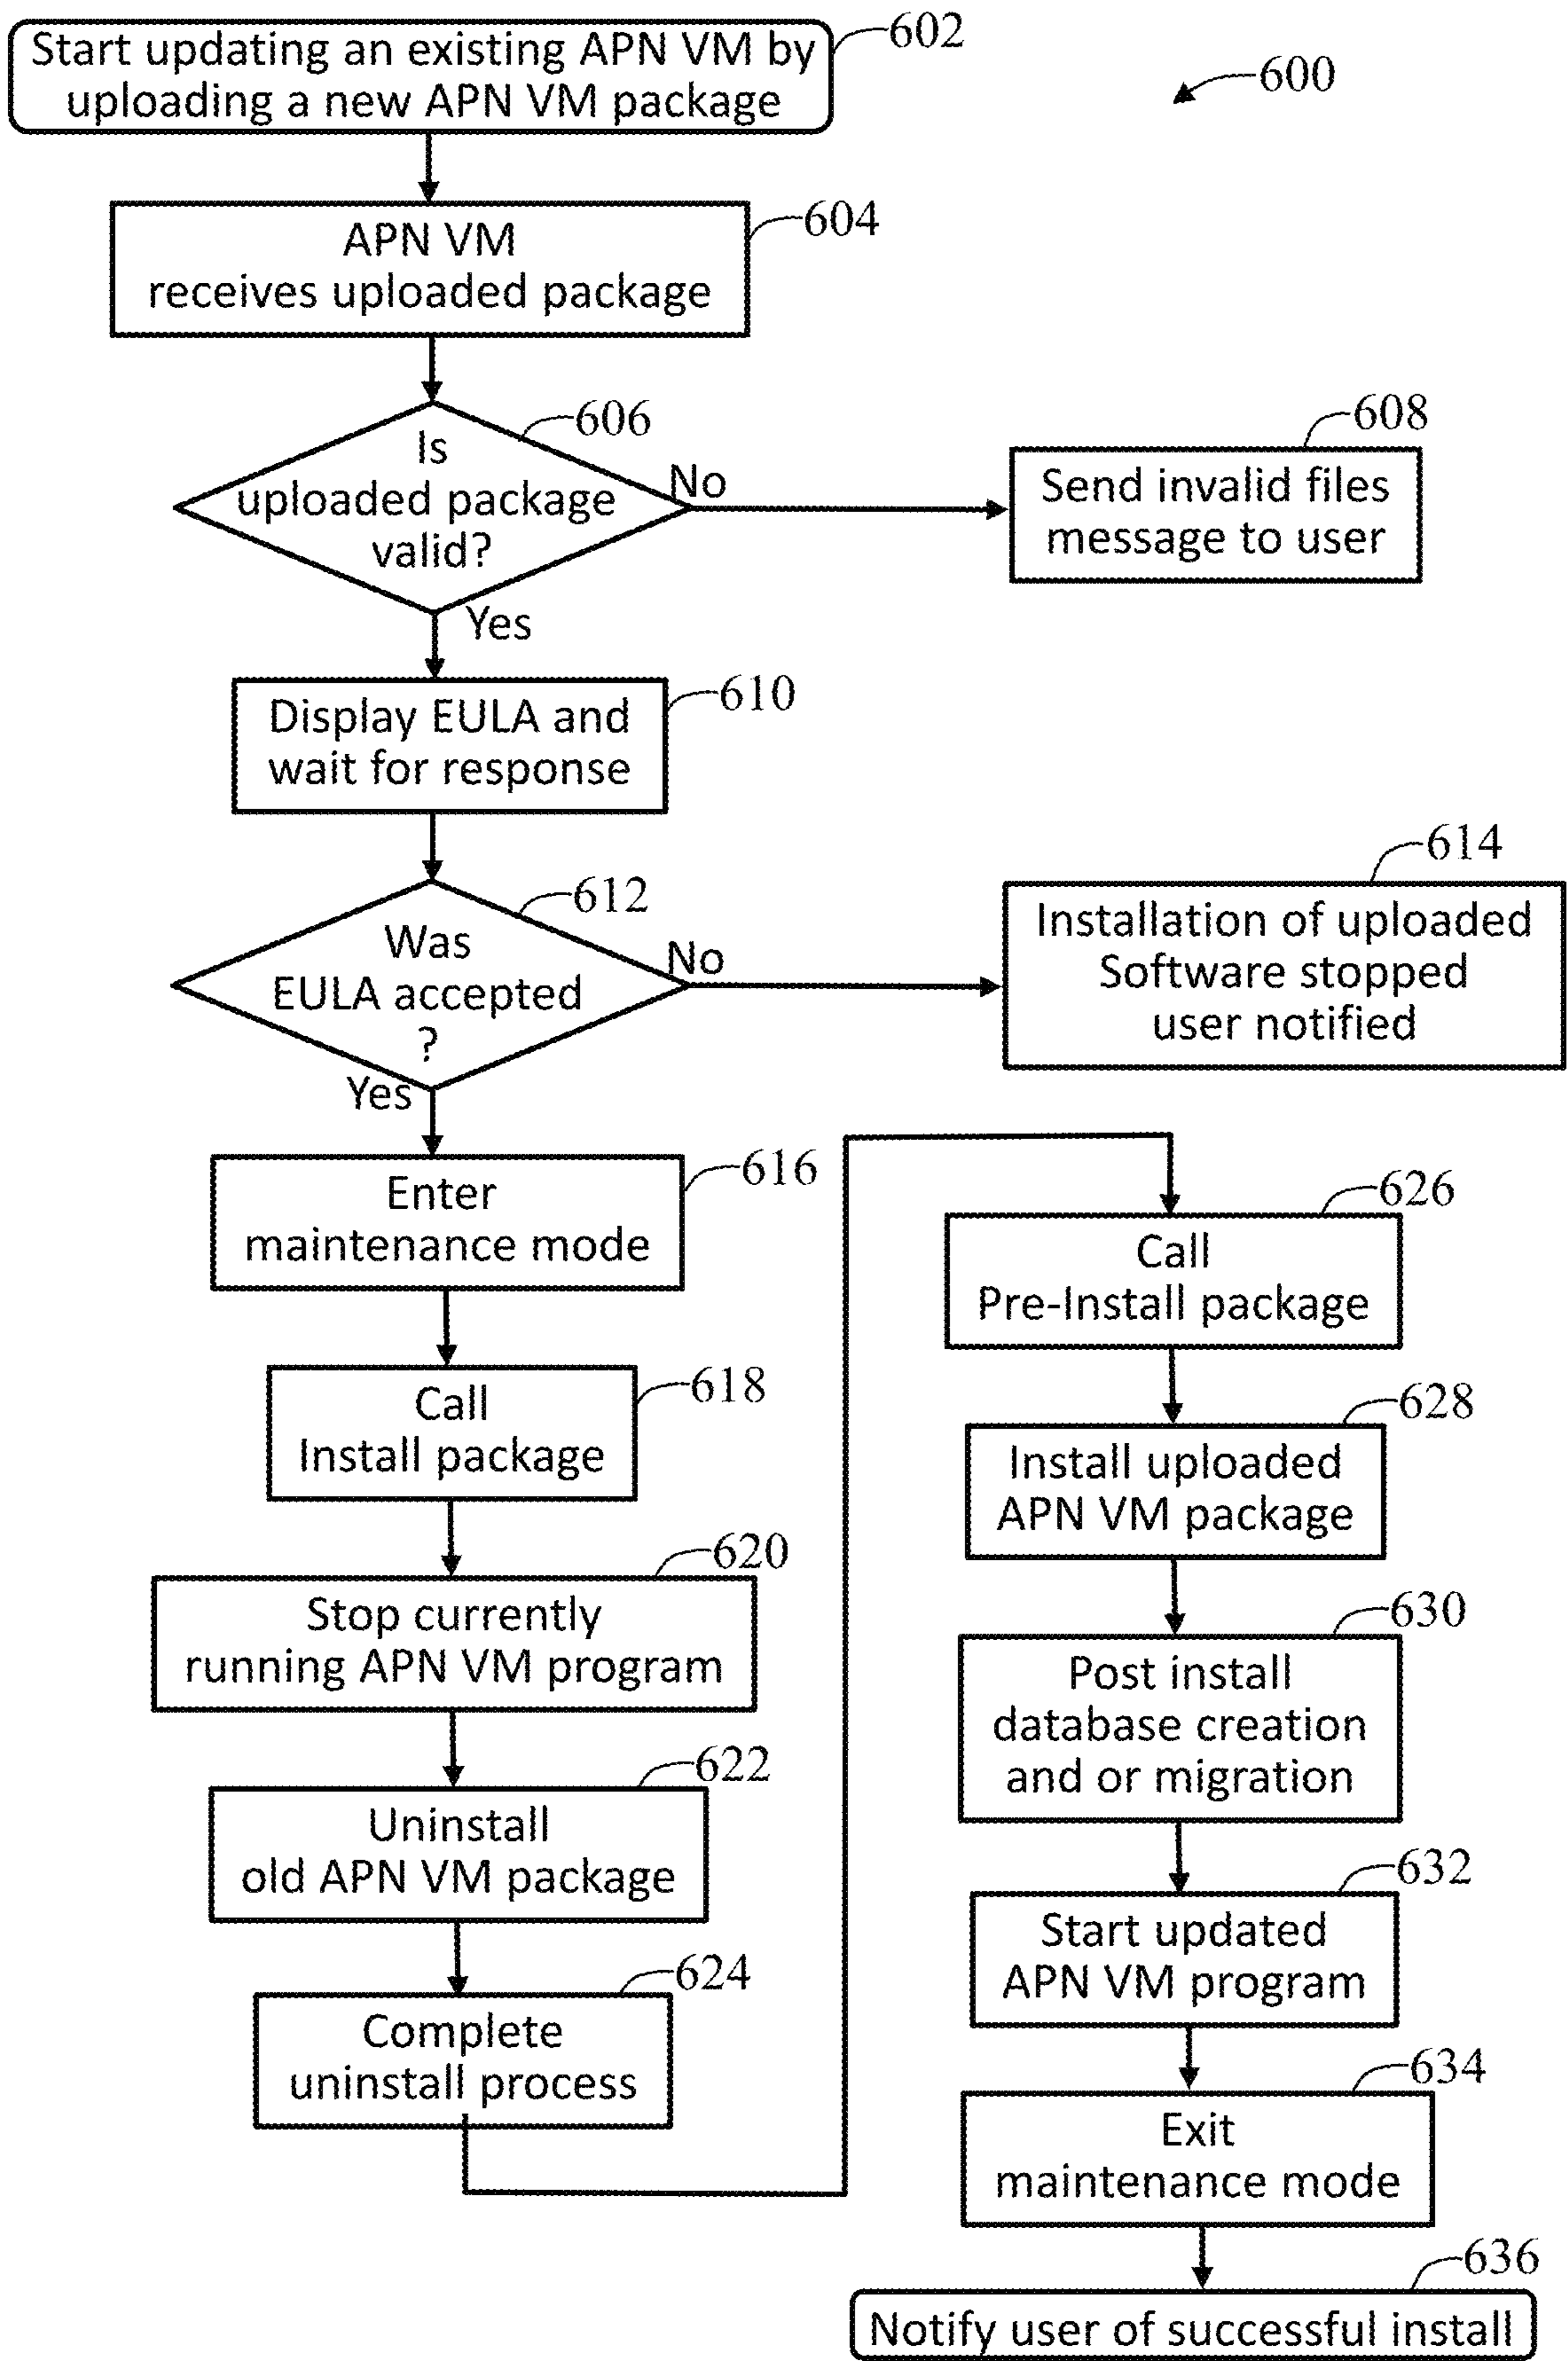 Start updating an existing APN VM by
uploading a new APN VM package
602
600
APN VM
receives uploaded package
604
Is
uploaded package
valid?
606
No
Yes
Send invalid files
message to user
608
Display EULA and
wait for response
610
Was
EULA accepted
?
612
No
Yes
Installation of uploaded
Software stopped
user notified
614
Enter
maintenance mode
616
Call
Install package
618
Stop currently
running APN VM program
620
Uninstall
old APN VM package
622
Complete
uninstall process
624
Call
Pre-Install package
626
Install uploaded
APN VM package
628
Post install
database creation
and or migration
630
Start updated
APN VM program
632
Exit
maintenance mode
634
Notify user of successful install
636